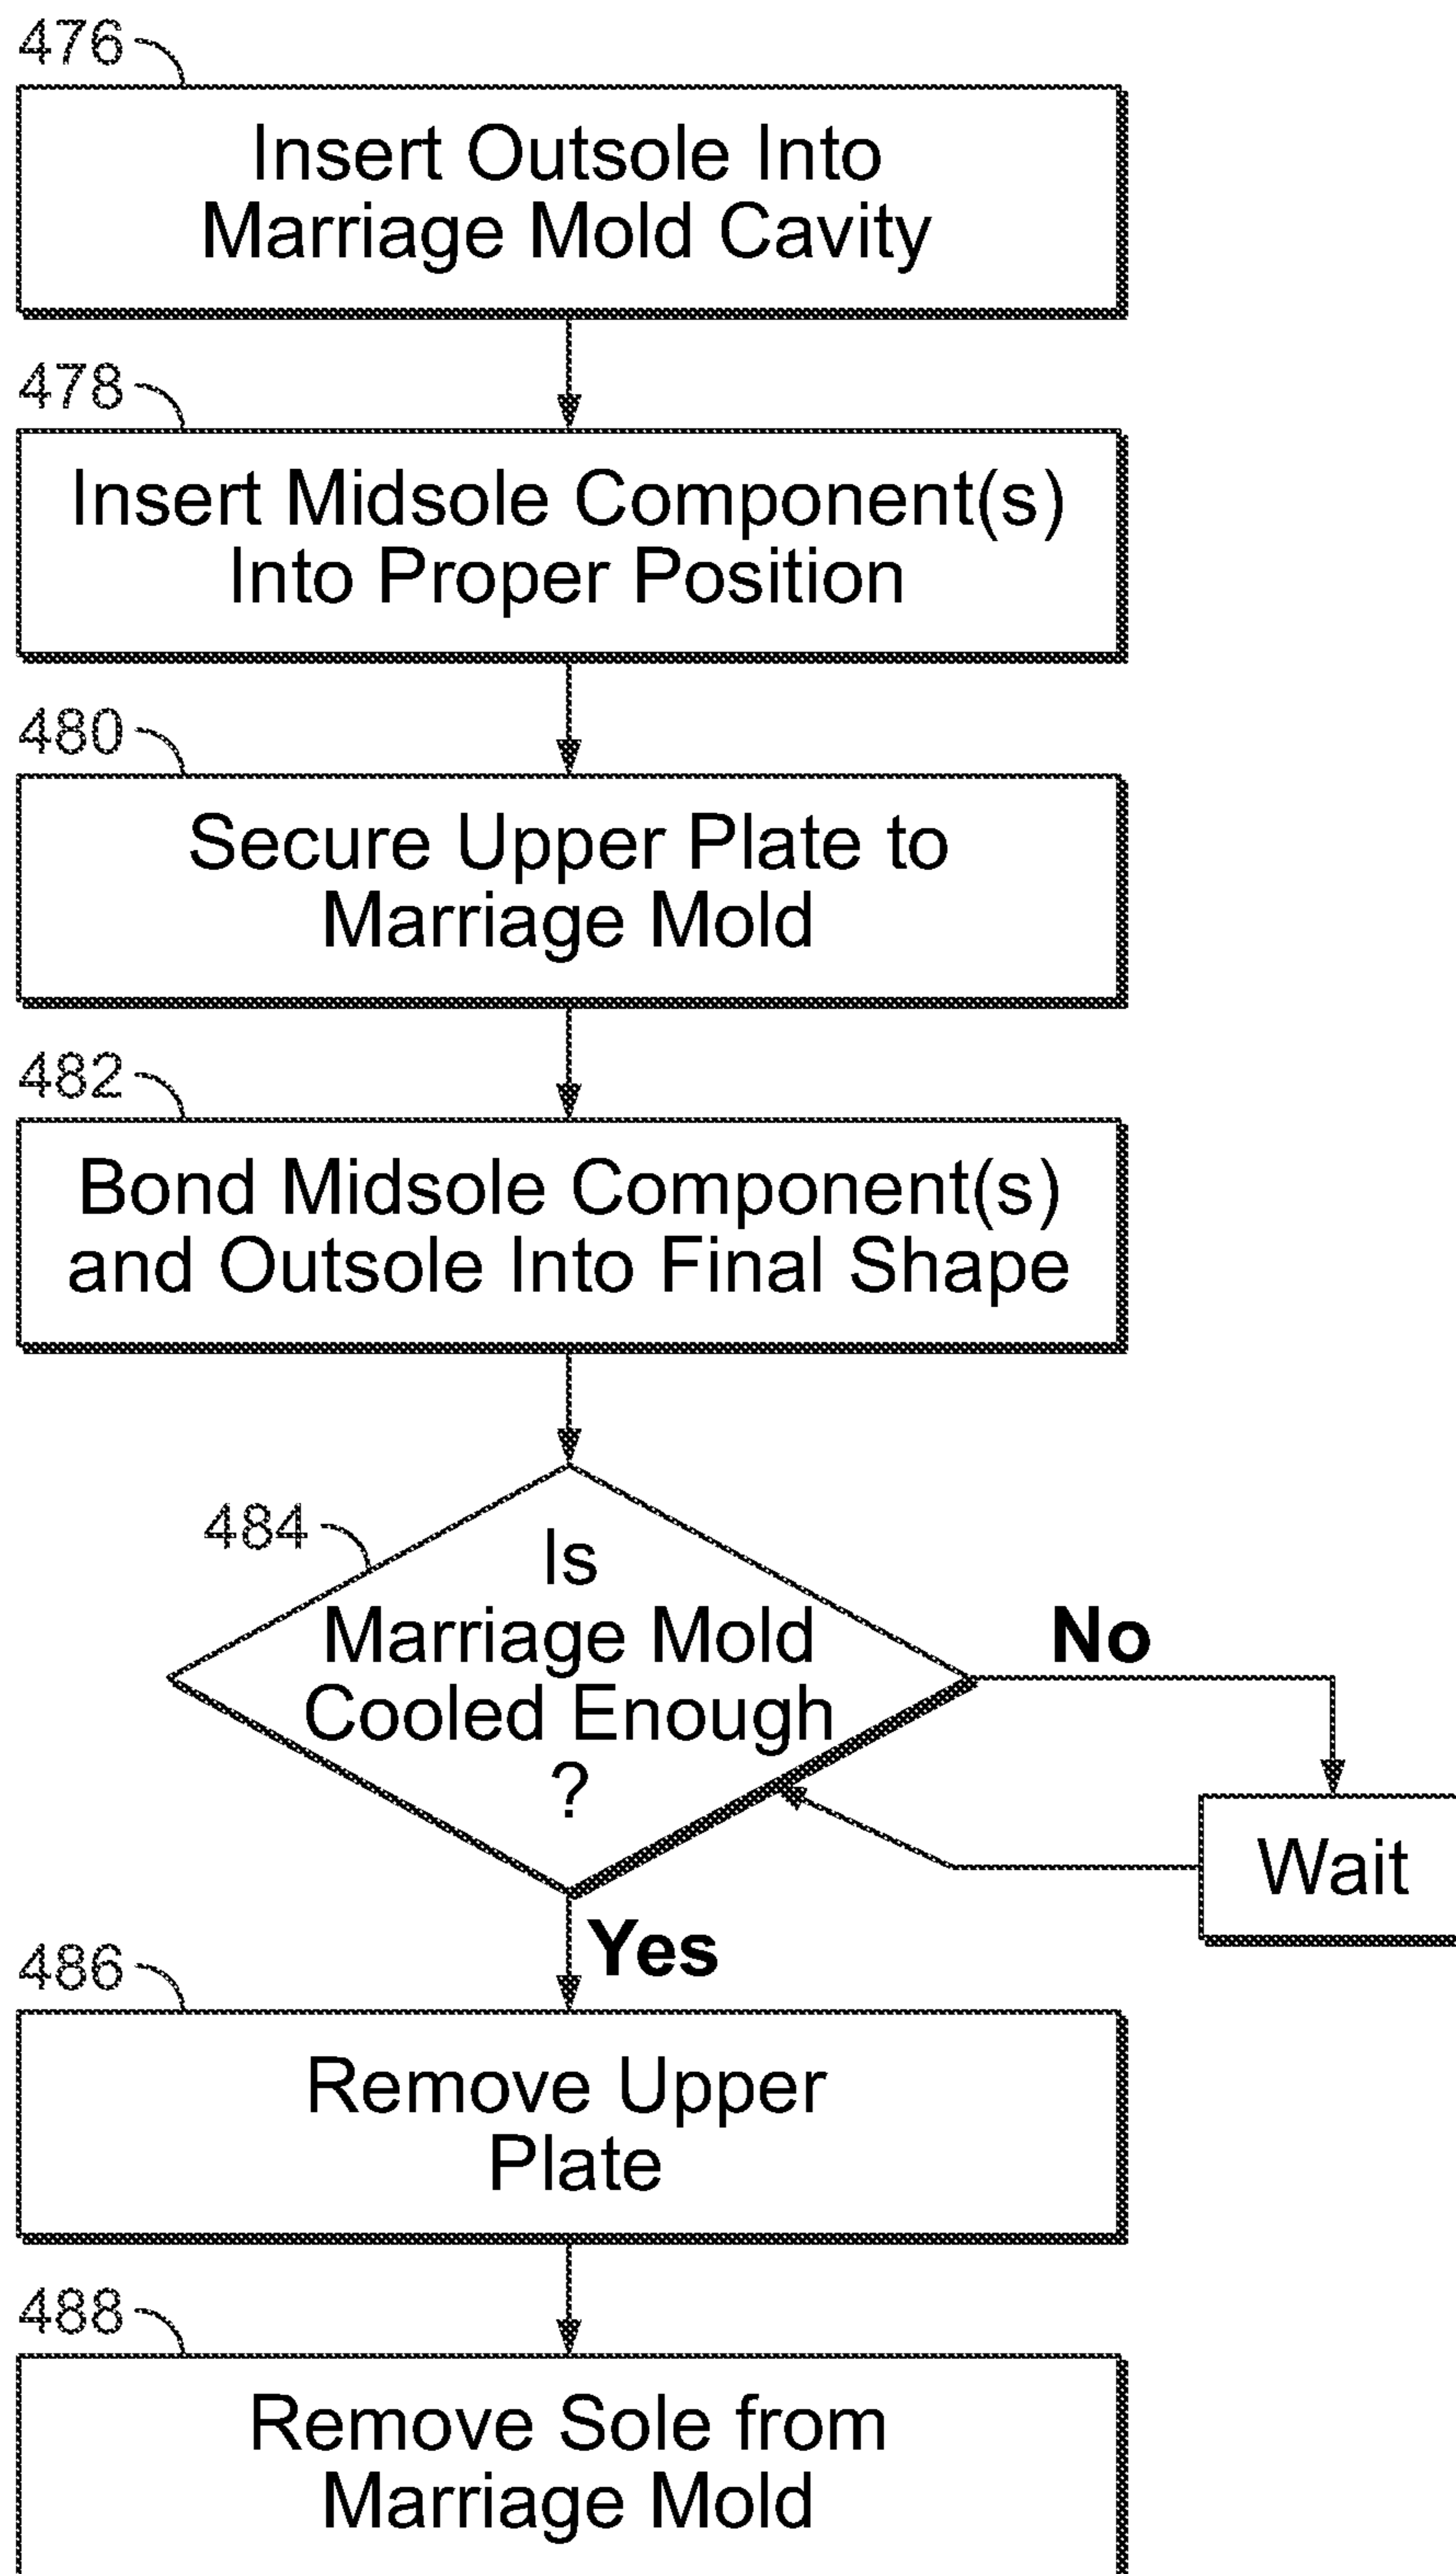 476
Insert Outsole Into
Marriage Mold Cavity
478
Insert Midsole Component(s)
Into Proper Position
480
Secure Upper Plate to
Marriage Mold
482
Bond Midsole Component(s)
and Outsole Into Final Shape
484
Is
Marriage Mold
Cooled Enough
?
No
Wait
Yes
486
Remove Upper
Plate
488
Remove Sole from
Marriage Mold